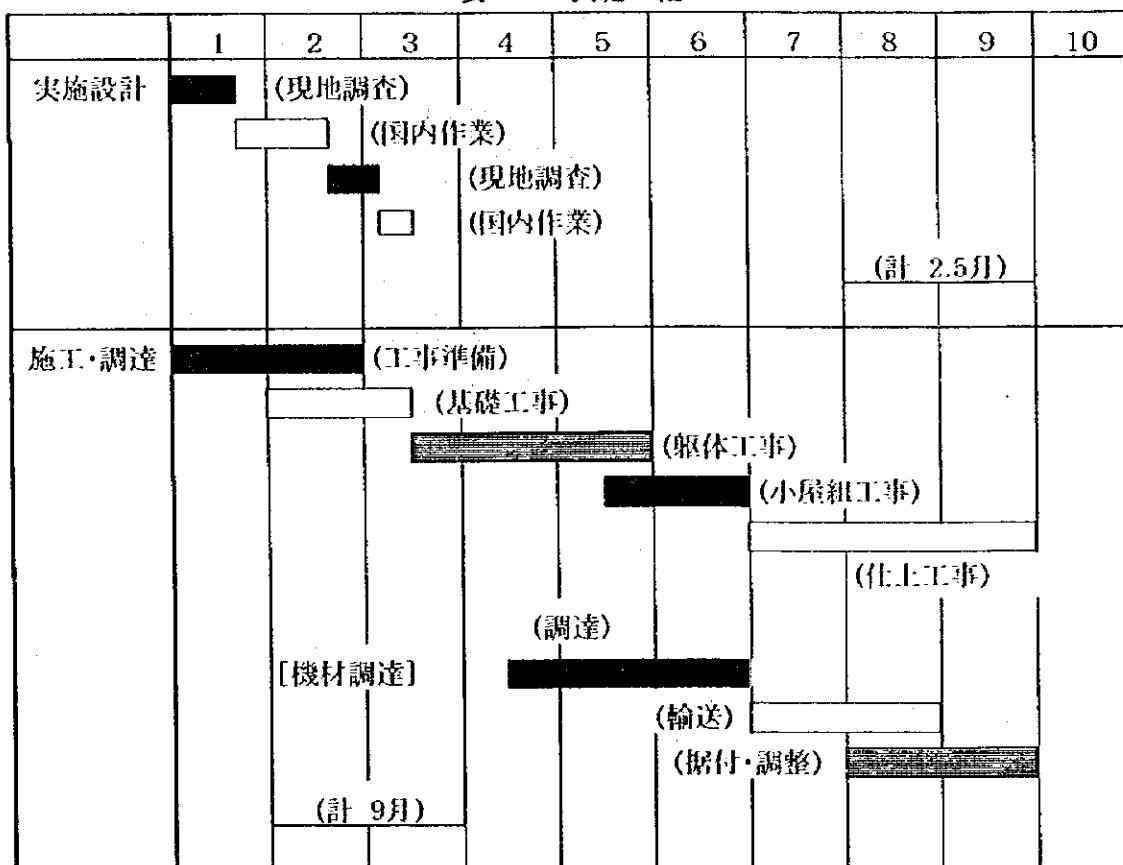 1 2 3 4 5 6 7 8 9 10
実施設計 (現地調査)
(国内作業)
(現地調査)
(国内作業)
(計 2.5月)
施工・調達 (工事準備)
(基礎工事)
(躯体工事)
(小屋組工事)
(仕上工事)
(調達)
[機材調達]
(輸送)
(据付・調整)
(計 9月)